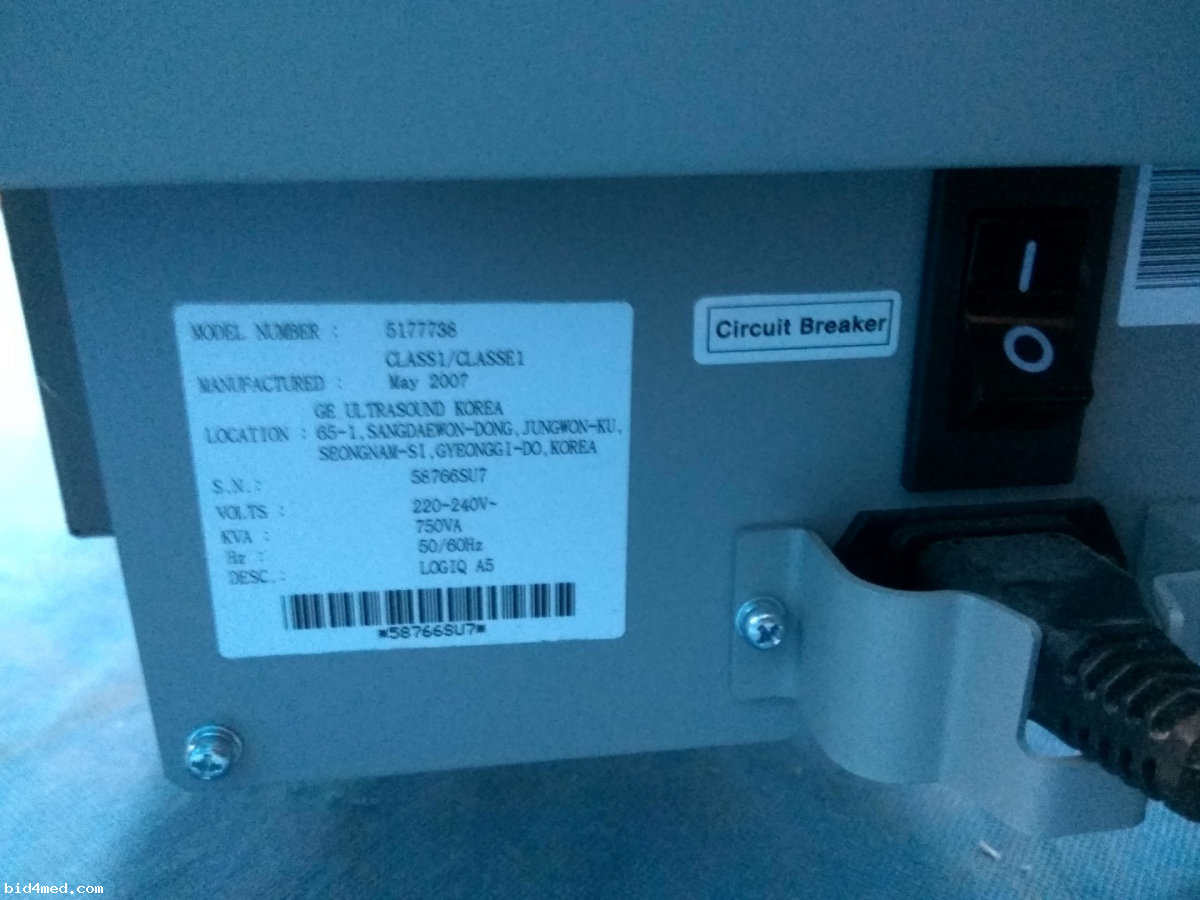 MODEL NUMBER : 5177738
CLASS1/CLASSE1
MANUFACTURED : May 2007
GE ULTRASOUND KOREA
LOCATION : 65-1,SANGDAEWON-DONG,JUNGWON-KU,
SEONGNAM-SI,GYEONGGI-DO,KOREA
S.N.: 58766SU7
VOLTS : 220-240V~
KVA : 750VA
Hz : 50/60Hz
DESC.: LOGIQ A5
*58766SU7*
Circuit Breaker
I
O
bid4med.com